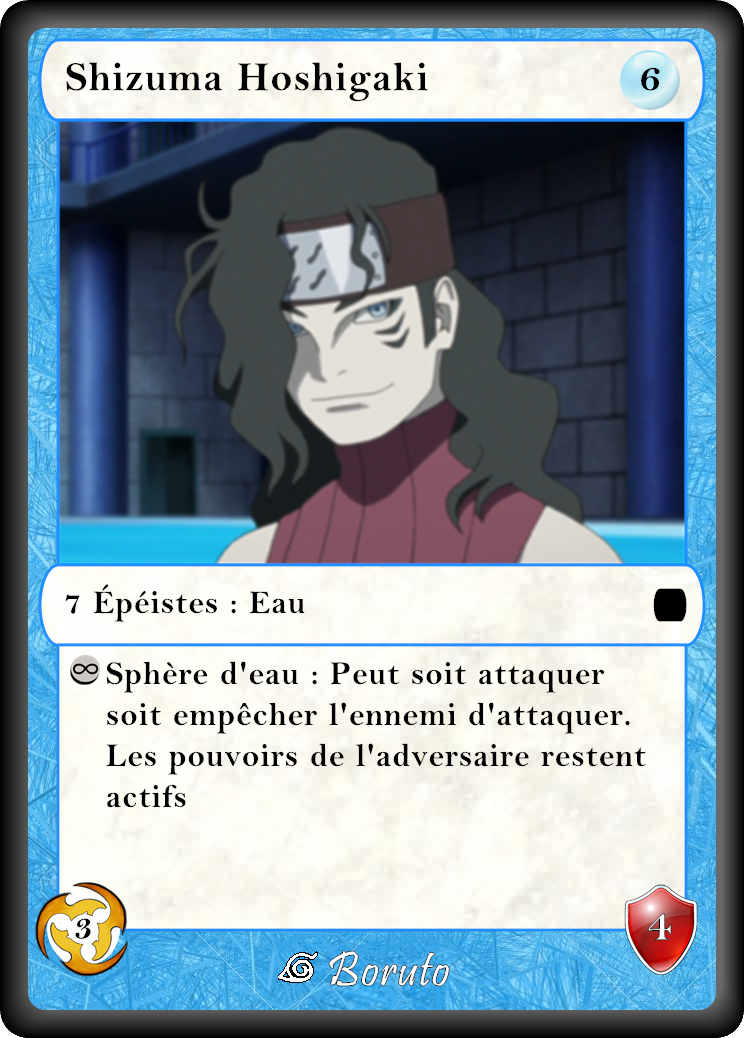 Shizuma Hoshigaki
6
7 Épéistes : Eau
Sphère d'eau : Peut soit attaquer
soit empêcher l'ennemi d'attaquer.
Les pouvoirs de l'adversaire restent
actifs
3
4
Boruto